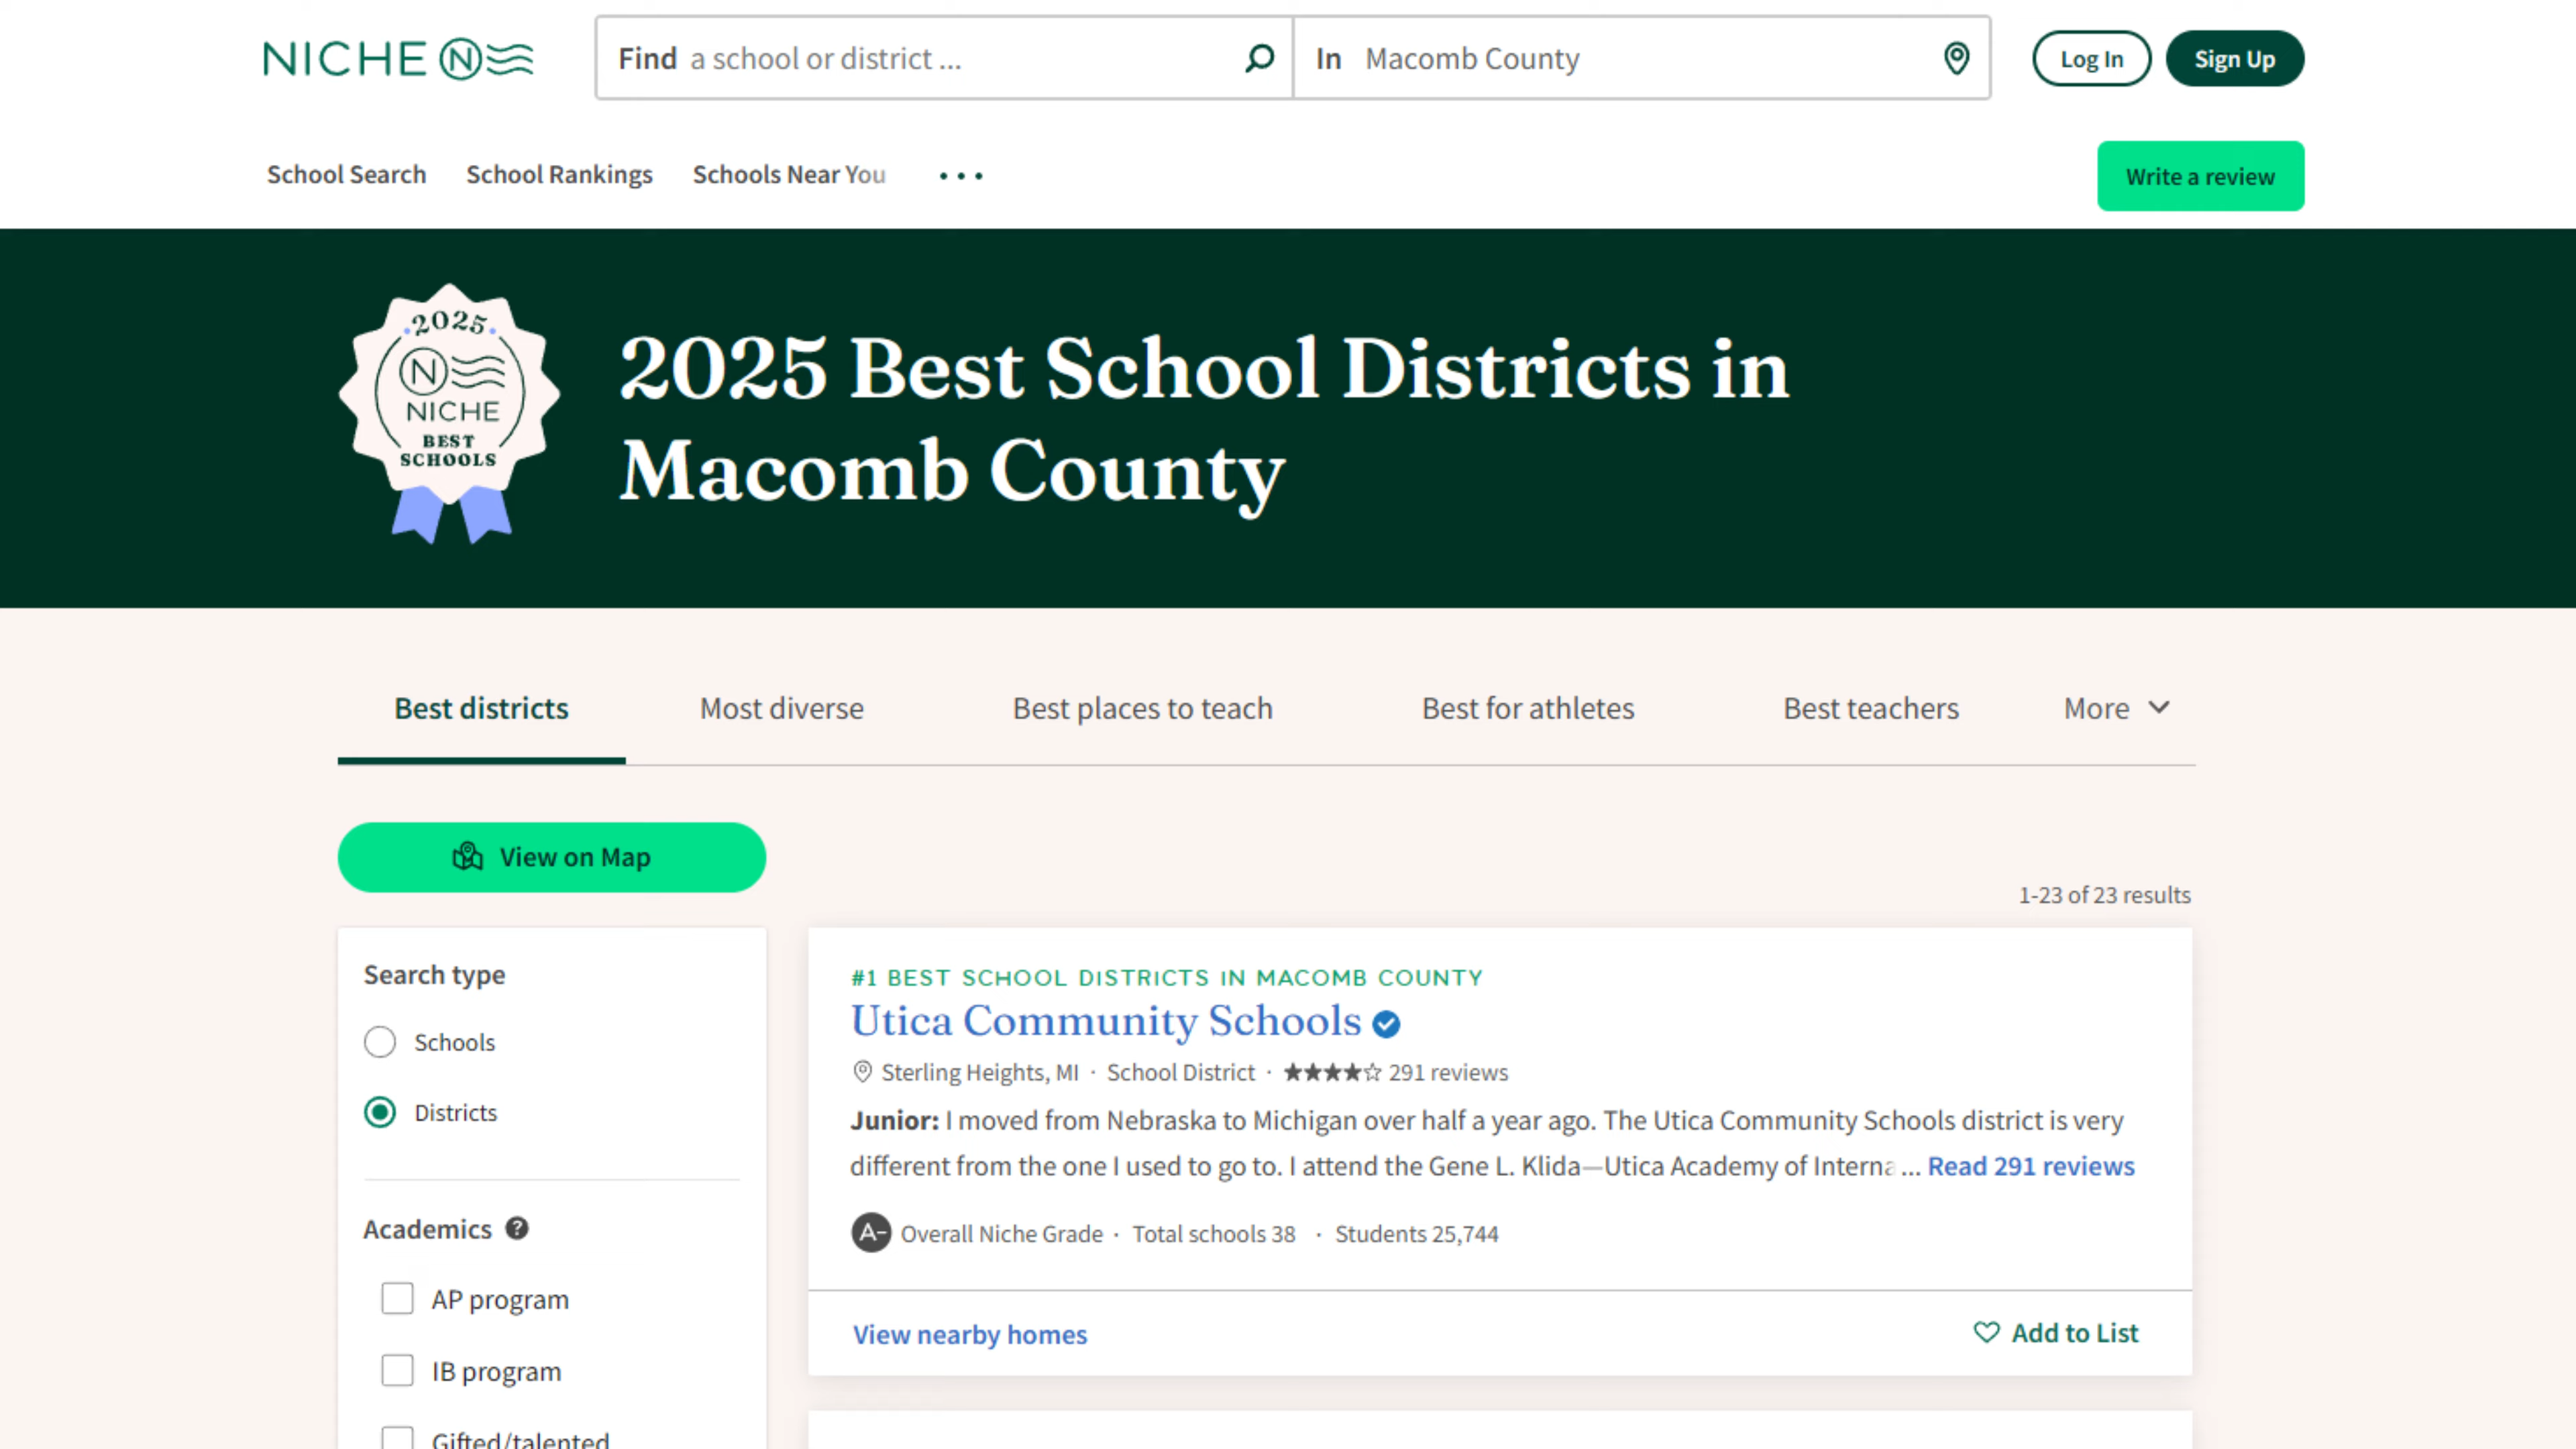 NICHE N
Find a school or district ...
In Macomb County
Log In
Sign Up
School Search
School Rankings
Schools Near You
...
Write a review
2025
N
NICHE
BEST
SCHOOLS
2025 Best School Districts in
Macomb County
Best districts
Most diverse
Best places to teach
Best for athletes
Best teachers
More
View on Map
1-23 of 23 results
Search type
Schools
Districts
Academics ?
AP program
IB program
Gifted/talented
#1 BEST SCHOOL DISTRICTS IN MACOMB COUNTY
Utica Community Schools
Sterling Heights, MI · School District · ★★★★☆ 291 reviews
Junior: I moved from Nebraska to Michigan over half a year ago. The Utica Community Schools district is very
different from the one I used to go to. I attend the Gene L. Klida—Utica Academy of Interna ... Read 291 reviews
A- Overall Niche Grade · Total schools 38 · Students 25,744
View nearby homes
Add to List